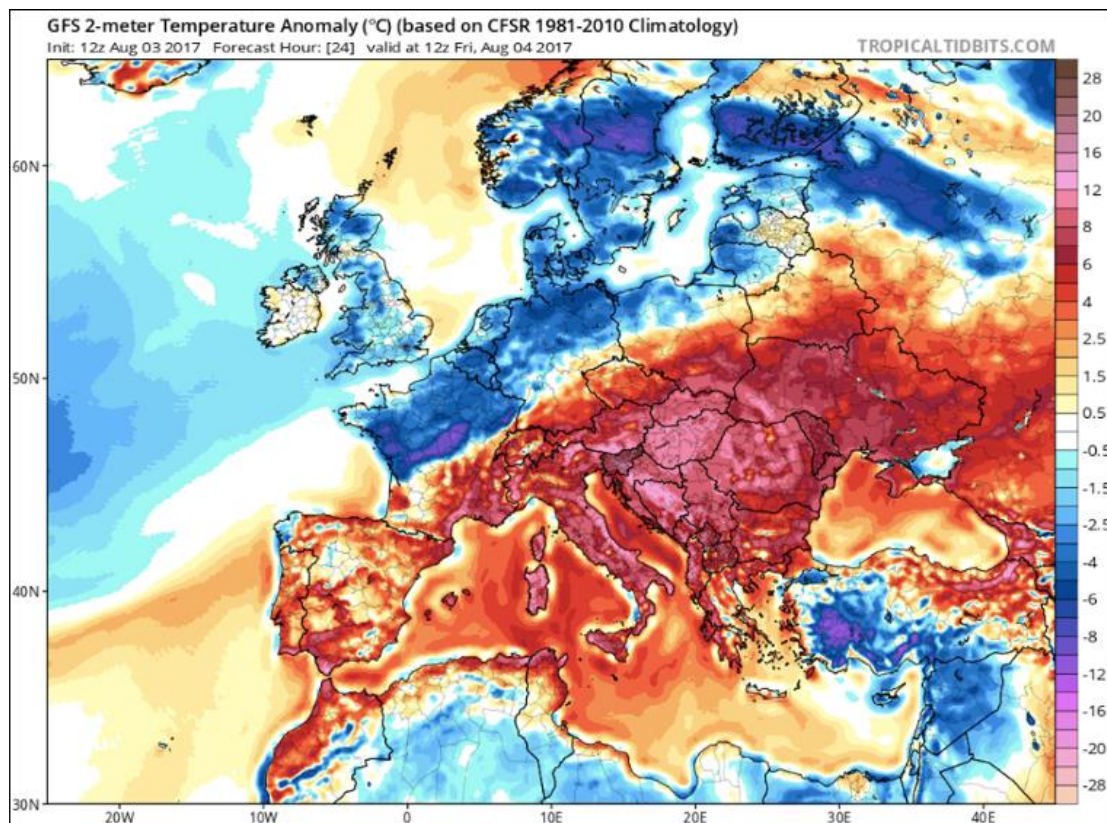 GFS 2-meter Temperature Anomaly (°C) (based on CFSR 1981-2010 Climatology)
Init: 12z Aug 03 2017 Forecast Hour: [24] valid at 12z Fri, Aug 04 2017 TROPICALTIDBITS.COM
28
20
16
12
8
6
4
2.5
1.5
0.5
-0.5
-1.5
-2.5
-4
-6
-8
-12
-16
-20
-28
60N
50N
40N
30N
20W 10W 0 10E 20E 30E 40E